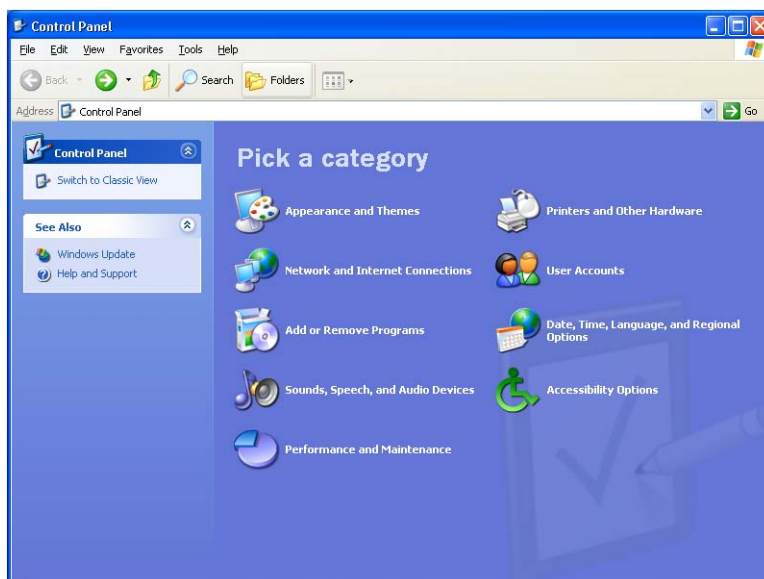 Control Panel
File Edit View Favorites Tools Help
Back Search Folders
Address Control Panel Go
Control Panel
Switch to Classic View
See Also
Windows Update
Help and Support
Pick a category
Appearance and Themes
Printers and Other Hardware
Network and Internet Connections
User Accounts
Add or Remove Programs
Date, Time, Language, and Regional
Options
Sounds, Speech, and Audio Devices
Accessibility Options
Performance and Maintenance